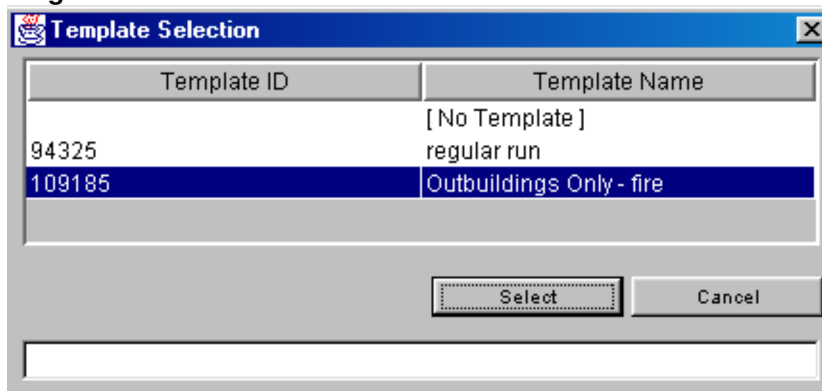 Template Selection
Template ID Template Name
[ No Template ]
94325 regular run
109185 Outbuildings Only - fire
Select Cancel